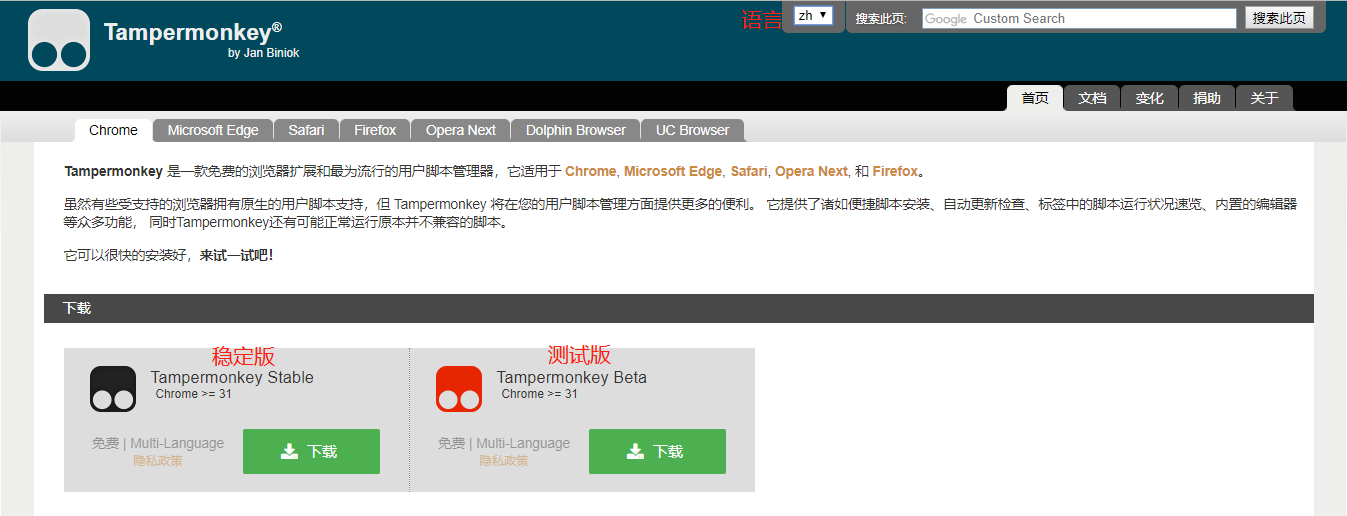 语言 zh 搜索此页: Google Custom Search 搜索此页
Tampermonkey®
by Jan Biniok
首页 文档 变化 捐助 关于
Chrome Microsoft Edge Safari Firefox Opera Next Dolphin Browser UC Browser
Tampermonkey 是一款免费的浏览器扩展和最为流行的用户脚本管理器，它适用于 Chrome, Microsoft Edge, Safari, Opera Next, 和 Firefox。
虽然有些受支持的浏览器拥有原生的用户脚本支持，但 Tampermonkey 将在您的用户脚本管理方面提供更多的便利。 它提供了诸如便捷脚本安装、自动更新检查、标签中的脚本运行状况速览、内置的编辑器
等众多功能， 同时Tampermonkey还有可能正常运行原本并不兼容的脚本。
它可以很快的安装好，来试一试吧！
下载
稳定版
Tampermonkey Stable
Chrome >= 31
免费 | Multi-Language
隐私政策
下载
测试版
Tampermonkey Beta
Chrome >= 31
免费 | Multi-Language
隐私政策
下载